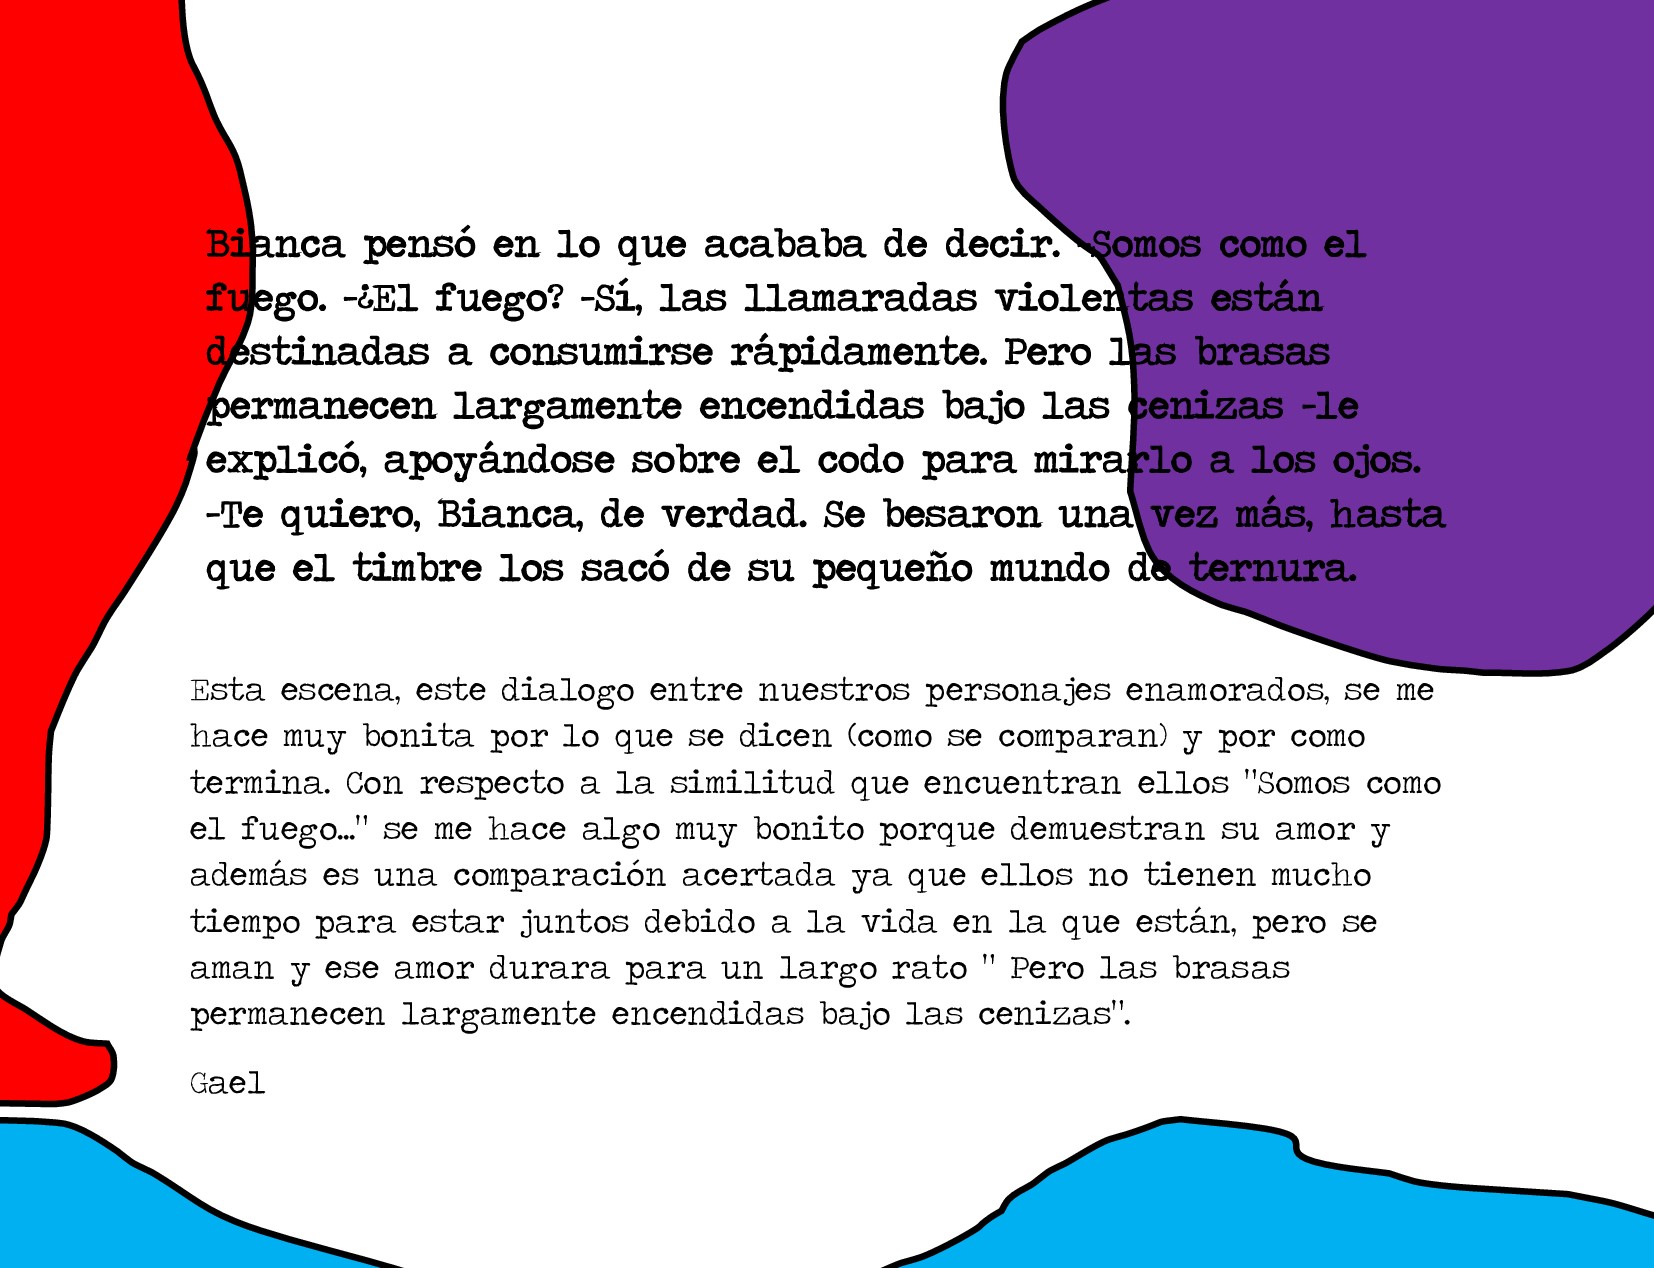 Bianca pensó en lo que acababa de decir. -Somos como el
fuego. -¿El fuego? -Sí, las llamaradas violentas están
destinadas a consumirse rápidamente. Pero las brasas
permanecen largamente encendidas bajo las cenizas -le
explicó, apoyándose sobre el codo para mirarlo a los ojos.
-Te quiero, Bianca, de verdad. Se besaron una vez más, hasta
que el timbre los sacó de su pequeño mundo de ternura.
Esta escena, este dialogo entre nuestros personajes enamorados, se me
hace muy bonita por lo que se dicen (como se comparan) y por como
termina. Con respecto a la similitud que encuentran ellos "Somos como
el fuego..." se me hace algo muy bonito porque demuestran su amor y
además es una comparación acertada ya que ellos no tienen mucho
tiempo para estar juntos debido a la vida en la que están, pero se
aman y ese amor durara para un largo rato " Pero las brasas
permanecen largamente encendidas bajo las cenizas".
Gael